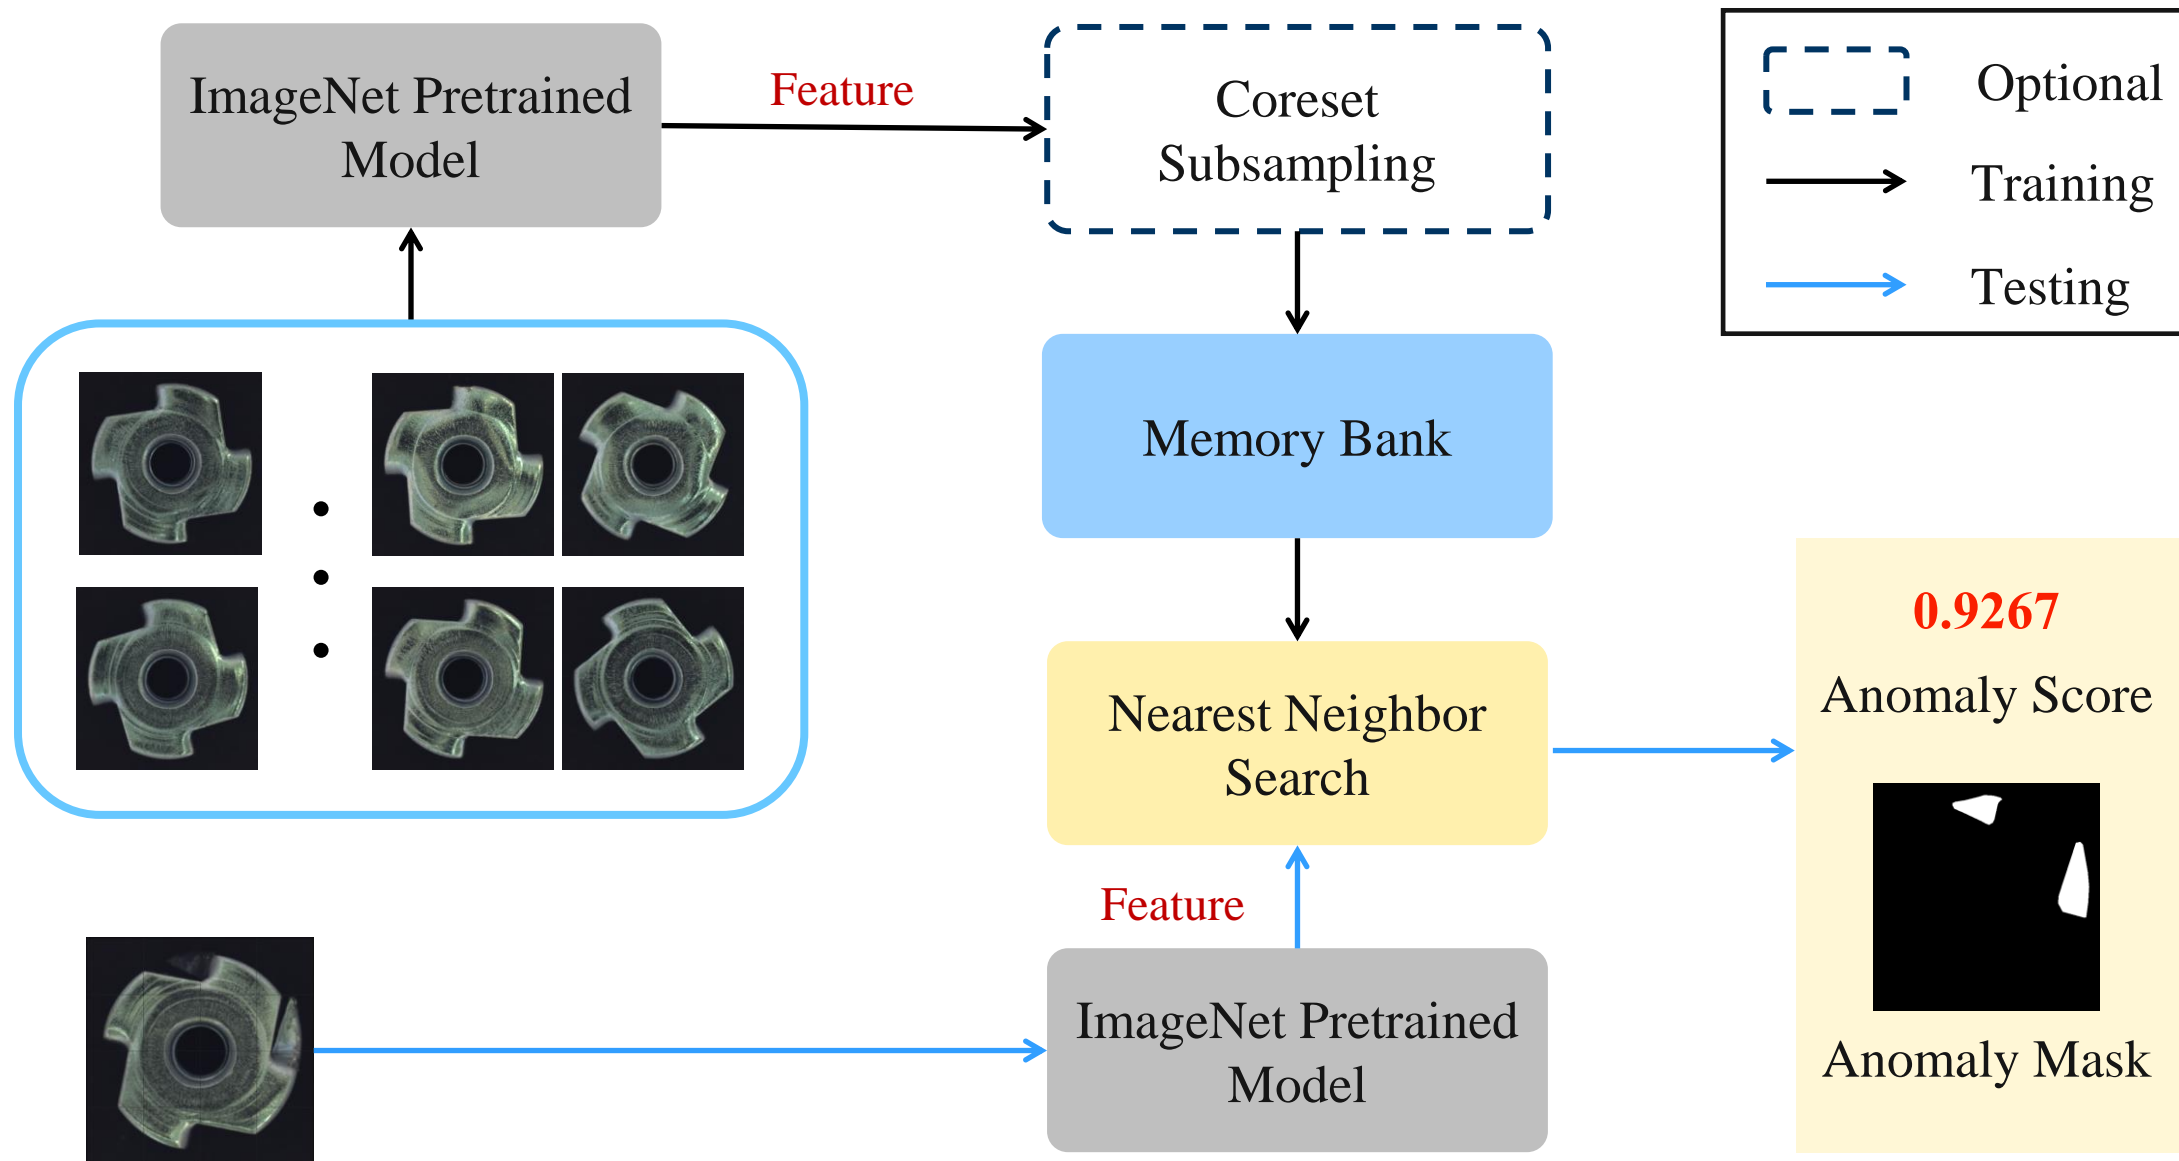 ImageNet Pretrained
Model
Feature
Coreset
Subsampling
Optional
Training
Testing
Memory Bank
Nearest Neighbor
Search
0.9267
Anomaly Score
Anomaly Mask
Feature
ImageNet Pretrained
Model